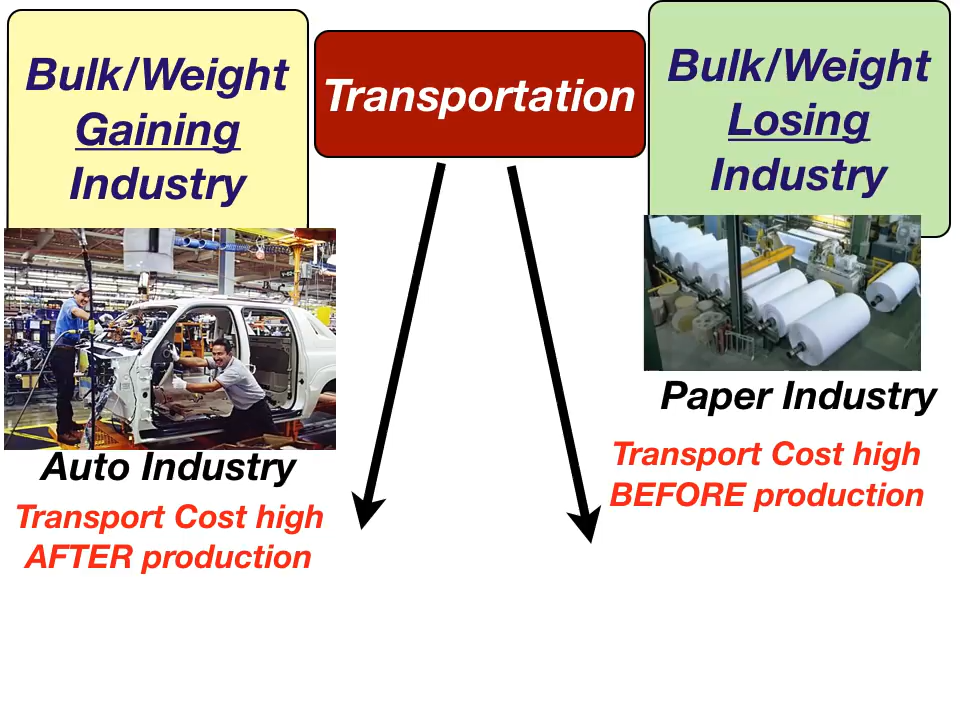 Bulk/Weight
Gaining
Industry
Transportation
Bulk/Weight
Losing
Industry
Auto Industry
Transport Cost high
AFTER production
Paper Industry
Transport Cost high
BEFORE production